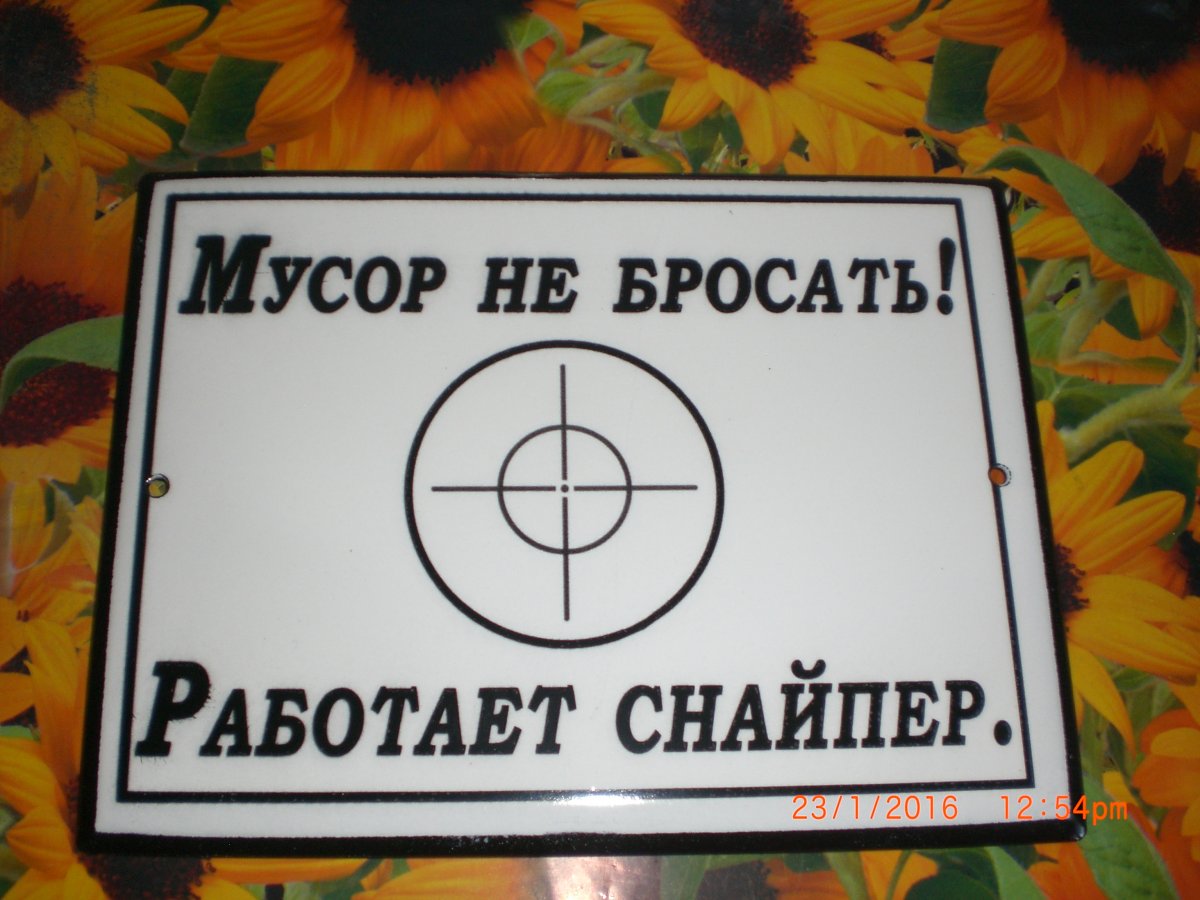 Мусор не бросать!
Работает снайпер.
23/1/2016 12:54pm